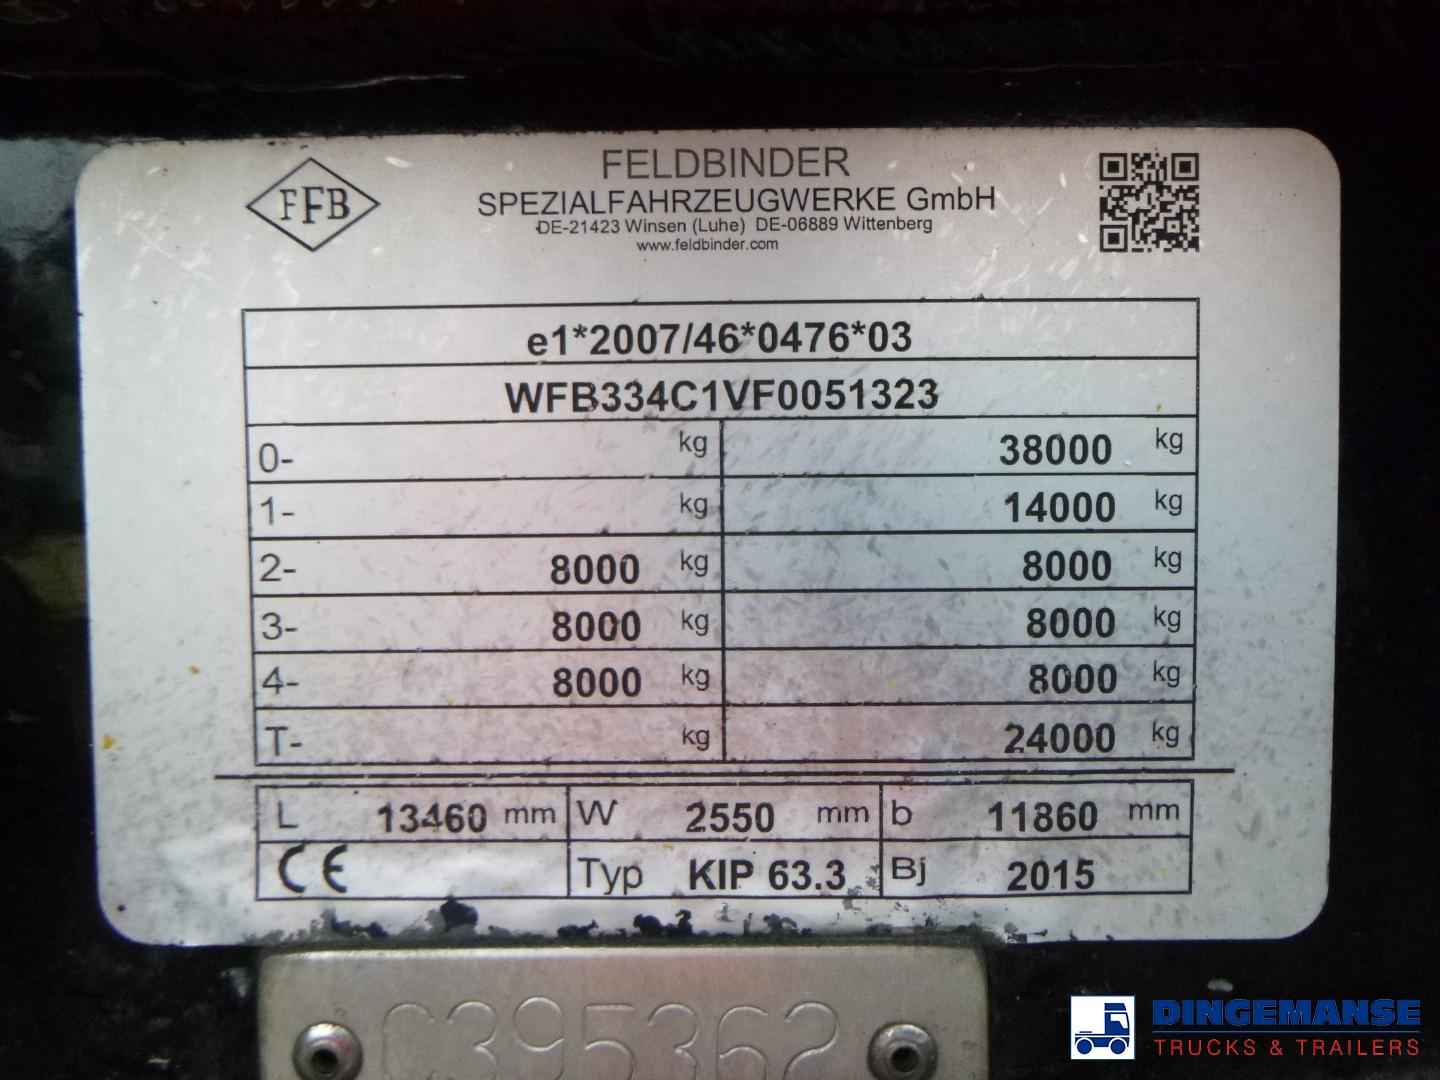 FFB
FELDBINDER
SPEZIALFAHRZEUGWERKE GmbH
DE-21423 Winsen (Luhe) DE-06889 Wittenberg
www.feldbinder.com
e1*2007/46*0476*03
WFB334C1VF0051323
0- kg 38000 kg
1- kg 14000 kg
2- 8000 kg 8000 kg
3- 8000 kg 8000 kg
4- 8000 kg 8000 kg
T- kg 24000 kg
L 13460 mm W 2550 mm b 11860 mm
CE Typ KIP 63.3 Bj 2015
C395362
DINGEMANSE
TRUCKS & TRAILERS